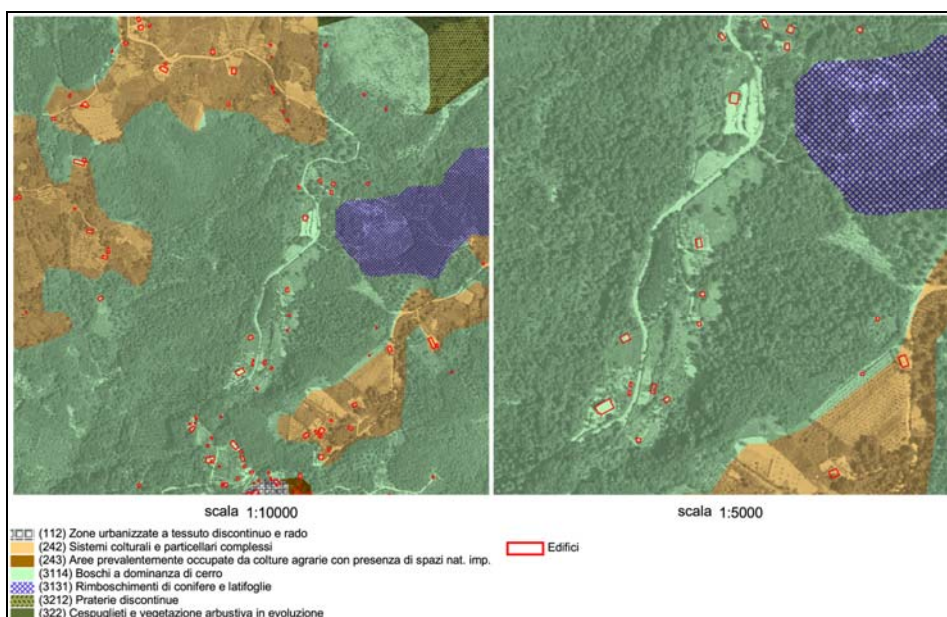 scala 1:10000
scala 1:5000
(112) Zone urbanizzate a tessuto discontinuo e rado
(242) Sistemi colturali e particellari complessi
(243) Aree prevalentemente occupate da colture agrarie con presenza di spazi nat. imp.
(3114) Boschi a dominanza di cerro
(3131) Rimboschimenti di conifere e latifoglie
(3212) Praterie discontinue
(322) Cespuglieti e vegetazione arbustiva in evoluzione
Edifici